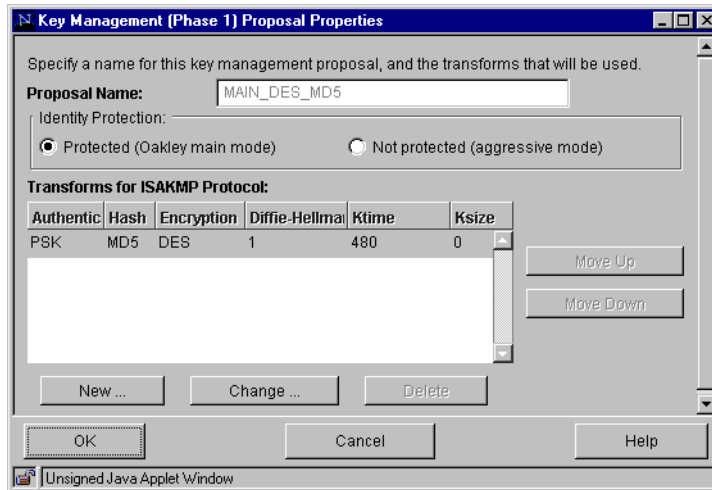 Key Management (Phase 1) Proposal Properties
Specify a name for this key management proposal, and the transforms that will be used.
Proposal Name: MAIN_DES_MD5
Identity Protection:
Protected (Oakley main mode) Not protected (aggressive mode)
Transforms for ISAKMP Protocol:
Authentic Hash Encryption Diffie-Hellmai Ktime Ksize
PSK MD5 DES 1 480 0
Move Up
Move Down
New ... Change ... Delete
OK Cancel Help
Unsigned Java Applet Window